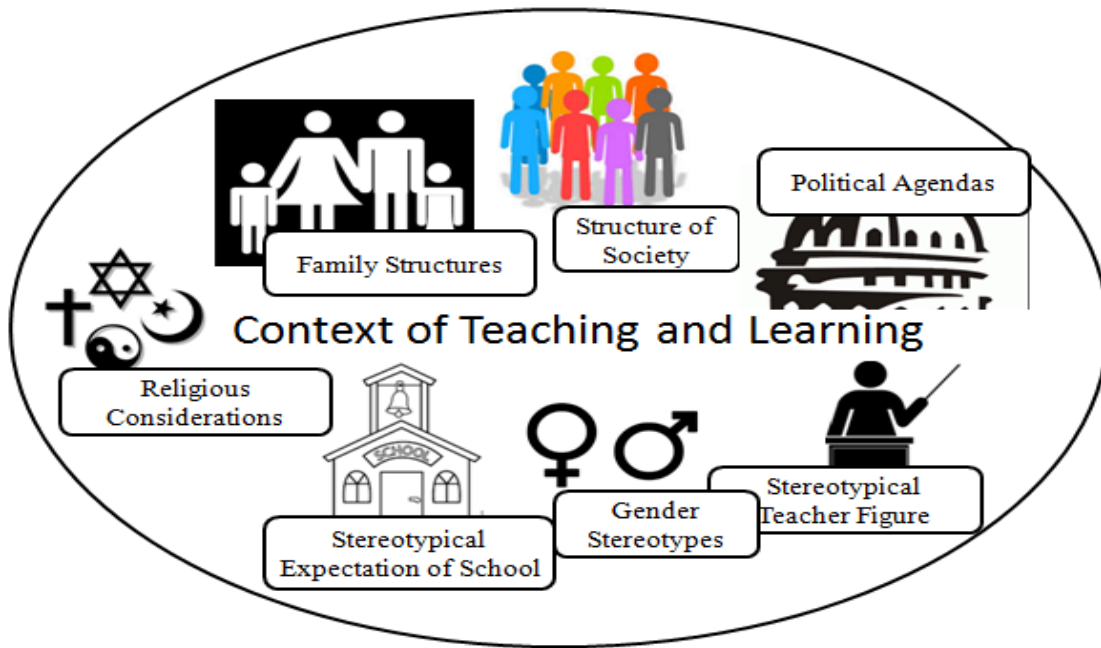 Political Agendas
Structure of
Society
Family Structures
Context of Teaching and Learning
Religious
Considerations
SCHOOL
Stereotypical
Expectation of School
Gender
Stereotypes
Stereotypical
Teacher Figure